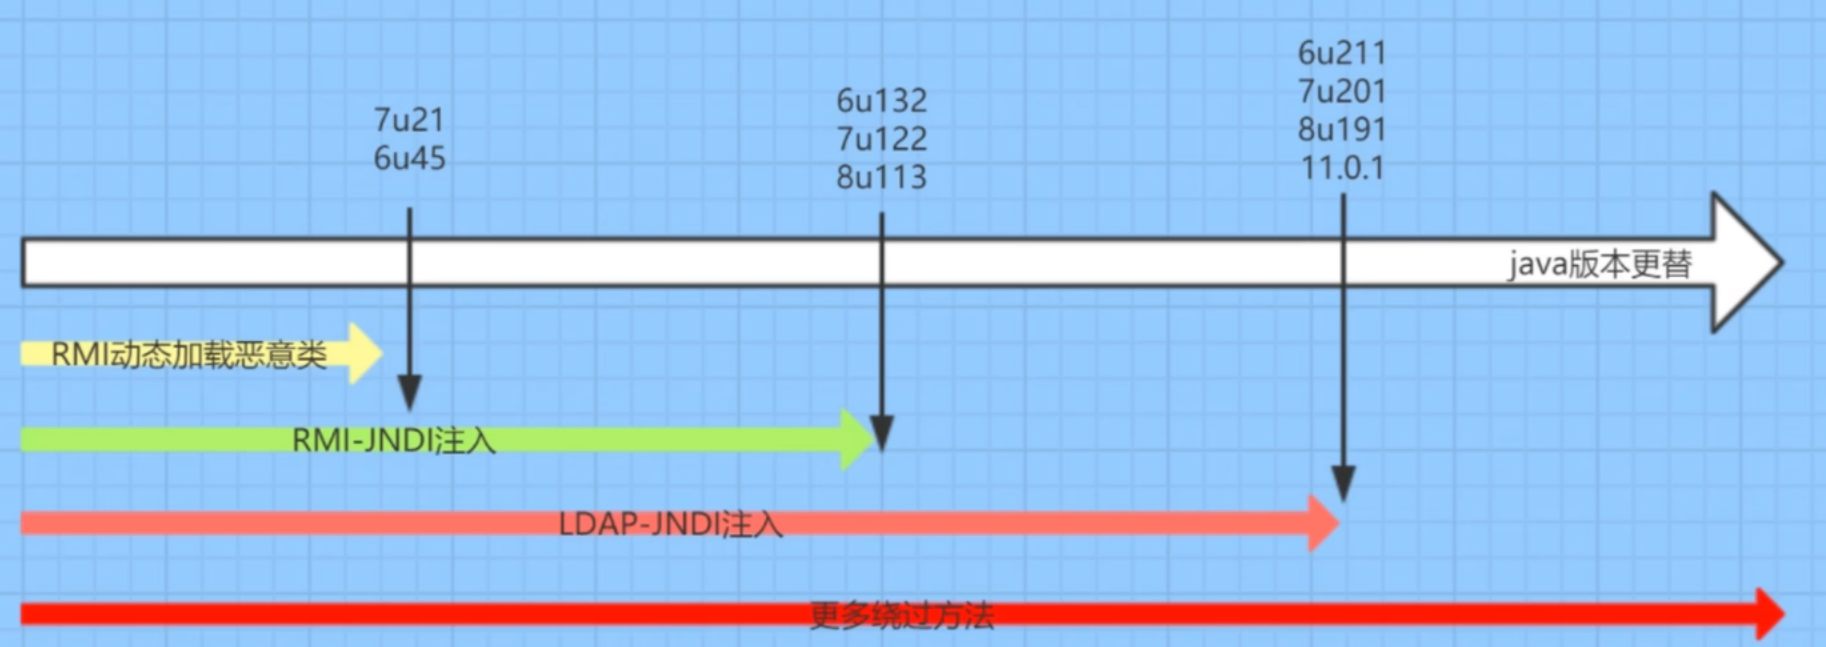 7u21
6u45
6u132
7u122
8u113
6u211
7u201
8u191
11.0.1
java版本更替
RMI动态加载恶意类
RMI-JNDI注入
LDAP-JNDI注入
更多绕过方法